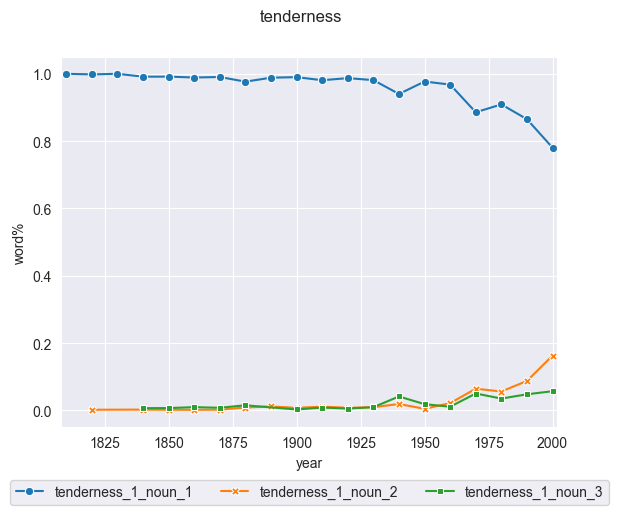 tenderness
1.0
0.8
0.6
0.4
0.2
0.0
word%
1825 1850 1875 1900 1925 1950 1975 2000
year
tenderness_1_noun_1 tenderness_1_noun_2 tenderness_1_noun_3